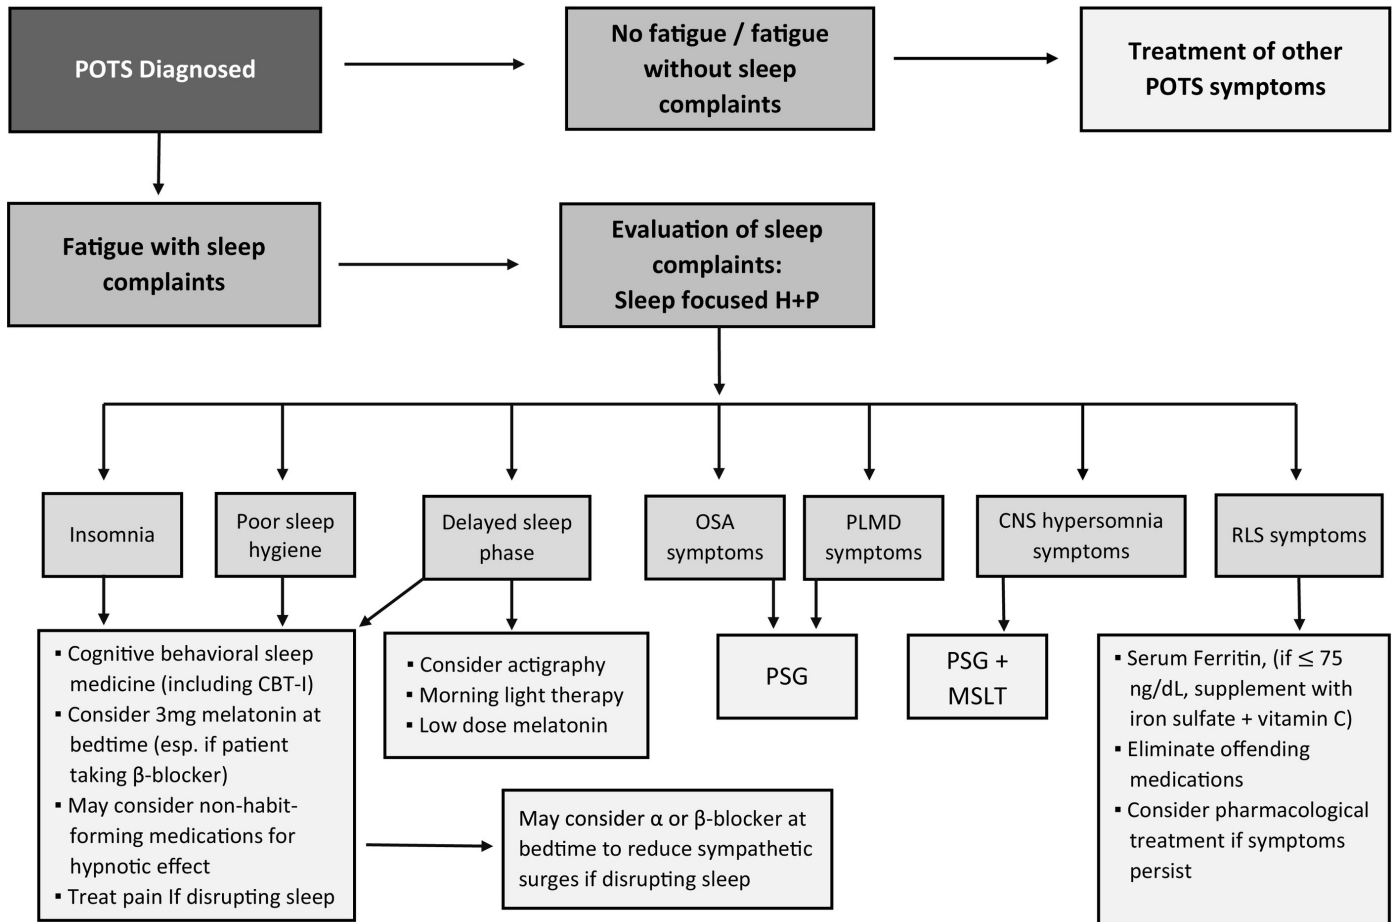 POTS Diagnosed
No fatigue / fatigue
without sleep
complaints
Treatment of other
POTS symptoms
Fatigue with sleep
complaints
Evaluation of sleep
complaints:
Sleep focused H+P
Insomnia
Poor sleep
hygiene
Delayed sleep
phase
OSA
symptoms
PLMD
symptoms
CNS hypersomnia
symptoms
RLS symptoms
▪ Cognitive behavioral sleep
medicine (including CBT-I)
▪ Consider 3mg melatonin at
bedtime (esp. if patient
taking β-blocker)
▪ May consider non-habit-
forming medications for
hypnotic effect
▪ Treat pain If disrupting sleep
▪ Consider actigraphy
▪ Morning light therapy
▪ Low dose melatonin
May consider α or β-blocker at
bedtime to reduce sympathetic
surges if disrupting sleep
PSG
PSG +
MSLT
▪ Serum Ferritin, (if ≤ 75
ng/dL, supplement with
iron sulfate + vitamin C)
▪ Eliminate offending
medications
▪ Consider pharmacological
treatment if symptoms
persist